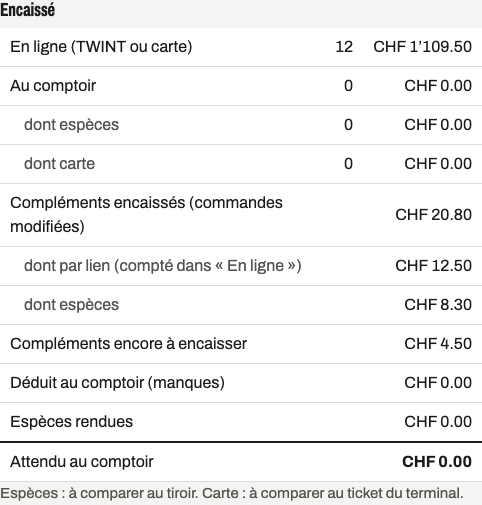 Encaissé
En ligne (TWINT ou carte) 12 CHF 1’109.50
Au comptoir 0 CHF 0.00
dont espèces 0 CHF 0.00
dont carte 0 CHF 0.00
Compléments encaissés (commandes
modifiées) CHF 20.80
dont par lien (compté dans « En ligne ») CHF 12.50
dont espèces CHF 8.30
Compléments encore à encaisser CHF 4.50
Déduit au comptoir (manques) CHF 0.00
Espèces rendues CHF 0.00
Attendu au comptoir CHF 0.00
Espèces : à comparer au tiroir. Carte : à comparer au ticket du terminal.